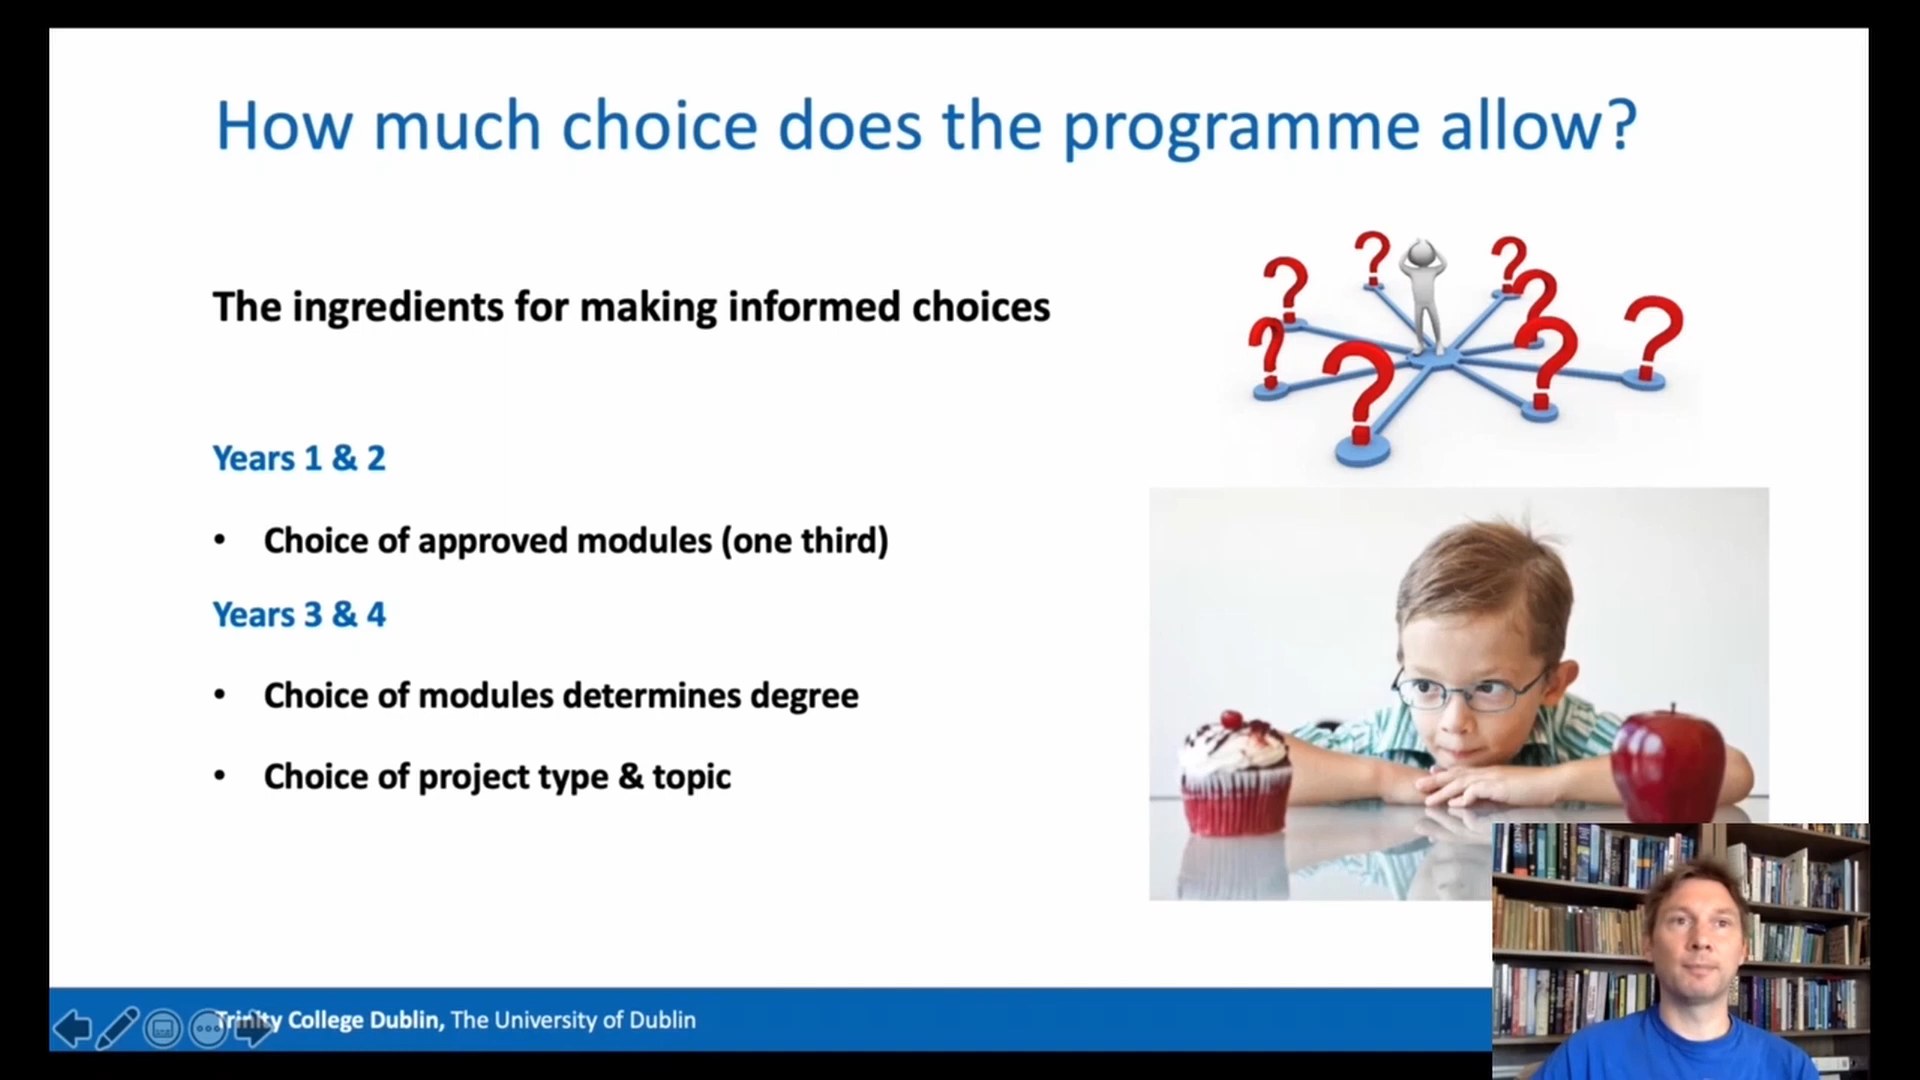 How much choice does the programme allow?
The ingredients for making informed choices
Years 1 & 2
• Choice of approved modules (one third)
Years 3 & 4
• Choice of modules determines degree
• Choice of project type & topic
Trinity College Dublin, The University of Dublin